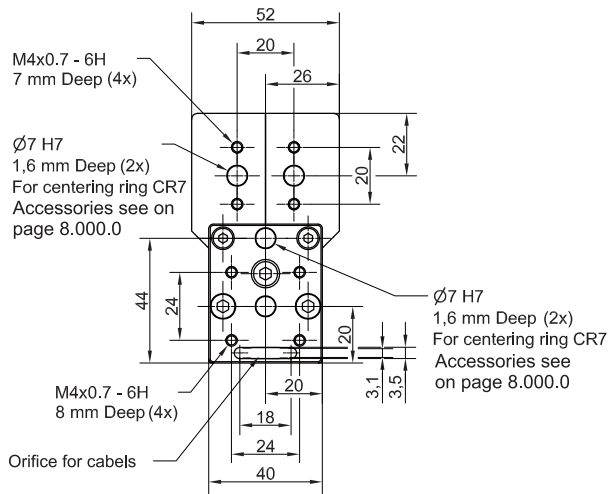 52
20
26
M4x0.7 - 6H
7 mm Deep (4x)
22
20
Ø7 H7
1,6 mm Deep (2x)
For centering ring CR7
Accessories see on
page 8.000.0
44
24
20
Ø7 H7
1,6 mm Deep (2x)
For centering ring CR7
Accessories see
on page 8.000.0
3,1
3,5
20
M4x0.7 - 6H
8 mm Deep (4x)
18
24
Orifice for cabels
40